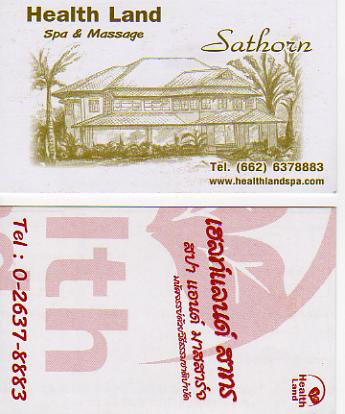 Health Land
Spa & Massage
Sathorn
Tel. (662) 6378883
www.healthlandspa.com
เฮลท์แลนด์ สาทร
สปา แอนด์ มาสสาจ
Tel : 0-2637-8883
lth
Health
Land